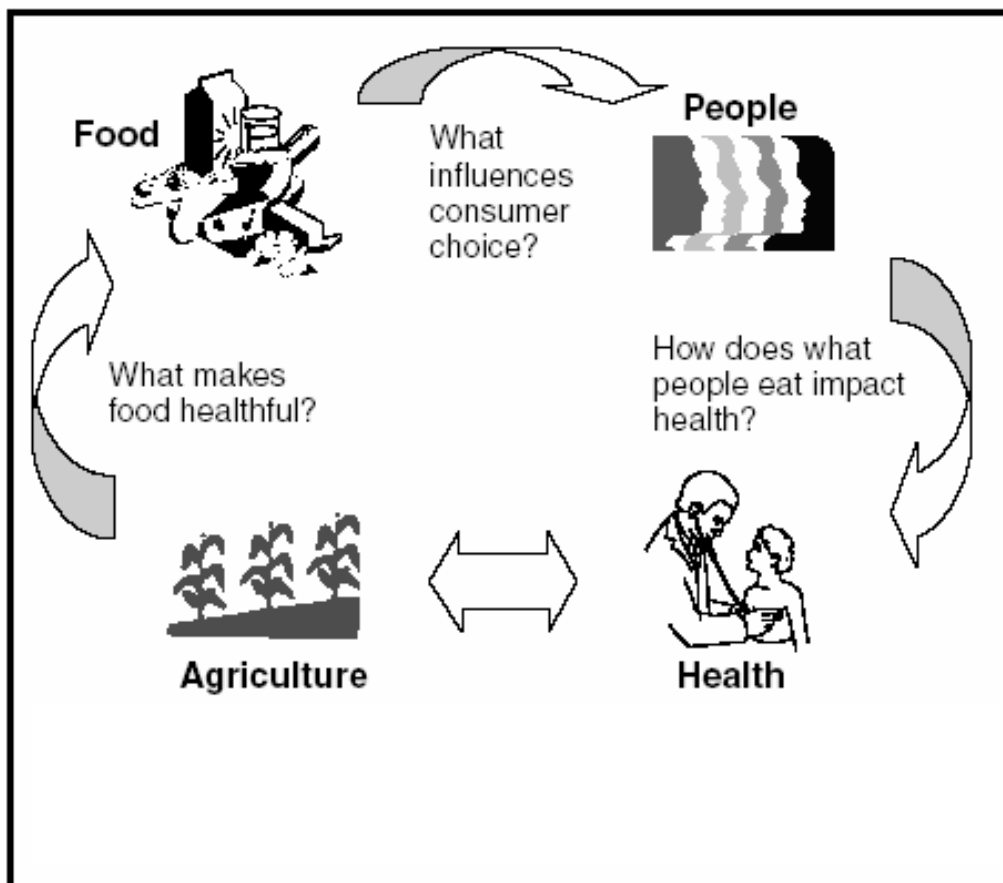 Food
What
influences
consumer
choice?
People
What makes
food healthful?
How does what
people eat impact
health?
Agriculture
Health